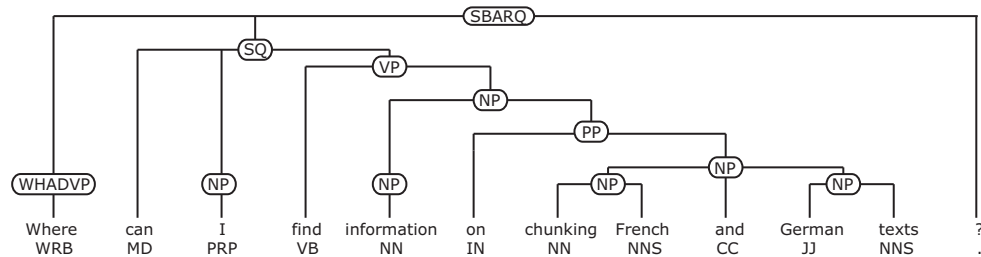 SBARQ
SQ
VP
NP
PP
NP
WHADVP NP NP NP NP
Where can I find information on chunking French and German texts ?
WRB MD PRP VB NN IN NN NNS CC JJ NNS .